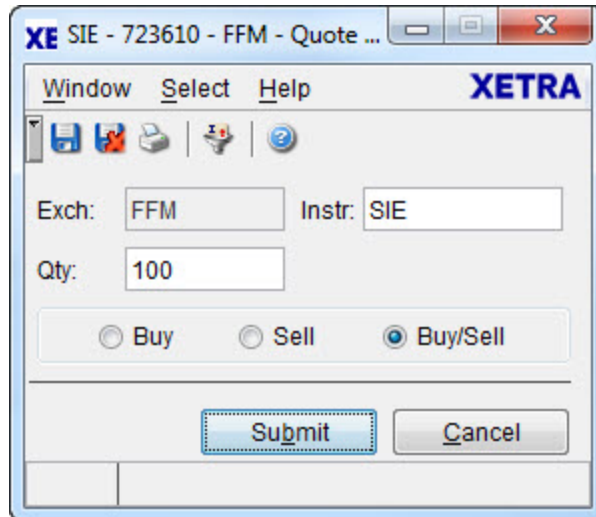 XE SIE - 723610 - FFM - Quote ...
Window Select Help XETRA
Exch: FFM Instr: SIE
Qty: 100
Buy Sell Buy/Sell
Submit Cancel